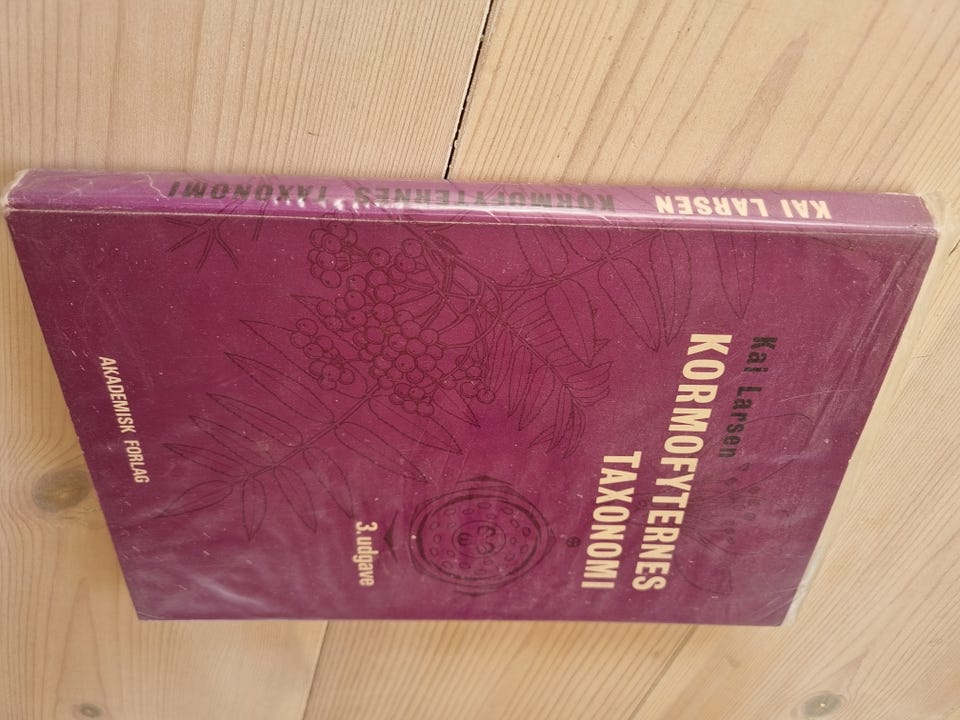 KAI LARSEN KORMOFYTERNES TAXONOMI
Kai Larsen
KORMOFYTERNES
TAXONOMI
3. udgave
AKADEMISK FORLAG